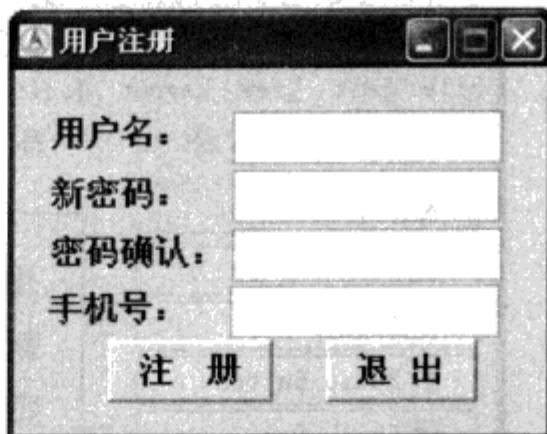 用户注册
用户名：
新密码：
密码确认：
手机号：
注 册 退 出